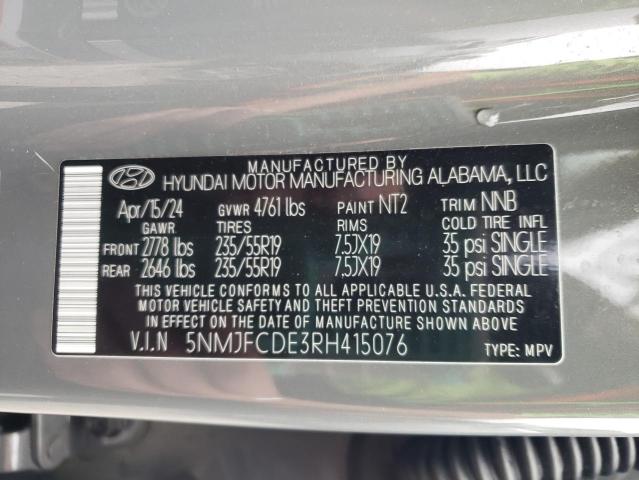 MANUFACTURED BY
HYUNDAI MOTOR MANUFACTURING ALABAMA, LLC
Apr/15/24 GVWR 4761 lbs PAINT NT2 TRIM NNB
GAWR TIRES RIMS COLD TIRE INFL
FRONT 2778 lbs 235/55R19 7.5JX19 35 psi SINGLE
REAR 2646 lbs 235/55R19 7.5JX19 35 psi SINGLE
THIS VEHICLE CONFORMS TO ALL APPLICABLE U.S.A. FEDERAL
MOTOR VEHICLE SAFETY AND THEFT PREVENTION STANDARDS
IN EFFECT ON THE DATE OF MANUFACTURE SHOWN ABOVE.
V.I.N 5NMJFCDE3RH415076 TYPE: MPV